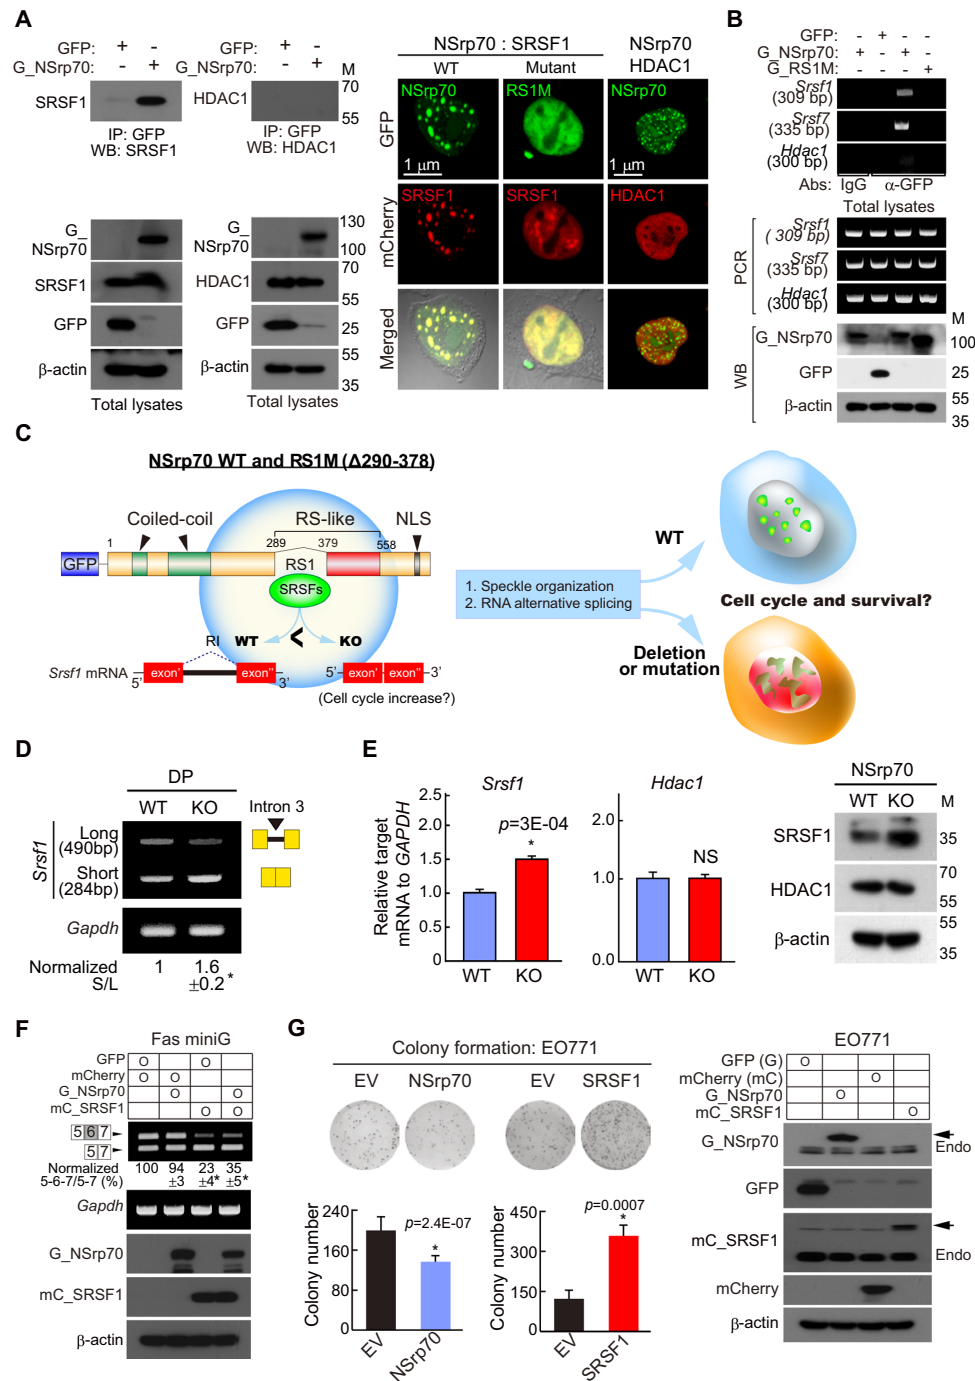 A
GFP: + -
G_NSrp70: - +
SRSF1
IP: GFP
WB: SRSF1
GFP: + -
G_NSrp70: - +
M
HDAC1
70
55
IP: GFP
WB: HDAC1
G_
NSrp70
SRSF1
GFP
β-actin
Total lysates
G_
NSrp70
HDAC1
GFP
β-actin
130
100
70
55
25
55
35
Total lysates
NSrp70 : SRSF1
NSrp70
HDAC1
WT
Mutant
GFP
NSrp70
RS1M
NSrp70
1 μm
1 μm
mCherry
SRSF1
SRSF1
HDAC1
Merged
B
GFP: - + - -
G_NSrp70: + - + -
G_RS1M: - - - +
Srsf1
(309 bp)
Srsf7
(335 bp)
Hdac1
(300 bp)
Abs: IgG α-GFP
Total lysates
PCR
Srsf1
( 309 bp)
Srsf7
(335 bp)
Hdac1
(300 bp)
M
WB
G_NSrp70
100
GFP
25
β-actin
55
35
C
NSrp70 WT and RS1M (Δ290-378)
Coiled-coil
RS-like
NLS
1
289
379
558
GFP
RS1
SRSFs
WT < KO
RI
Srsf1 mRNA
5'
exon'
exon''
3'
5'
exon'
exon''
3'
(Cell cycle increase?)
1. Speckle organization
2. RNA alternative splicing
WT
Cell cycle and survival?
Deletion
or mutation
D
DP
WT KO
Srsf1
Long
(490bp)
Short
(284bp)
Intron 3
Gapdh
Normalized
S/L
1
1.6
±0.2*
E
Relative target
mRNA to GAPDH
Srsf1
2.5
2.0
1.5
1.0
0.5
0.0
p=3E-04
*
WT KO
Hdac1
2.0
1.0
0.0
NS
WT KO
NSrp70
WT KO
M
SRSF1
35
HDAC1
70
55
β-actin
55
35
F
Fas miniG
GFP O O
mCherry O O
G_NSrp70 O O
mC_SRSF1 O O
5 6 7
5 7
Normalized
5-6-7/5-7 (%)
100
94
±3
23
±4*
35
±5*
Gapdh
G_NSrp70
mC_SRSF1
β-actin
G
Colony formation: EO771
EV
NSrp70
EV
SRSF1
Colony number
240
160
80
0
p=2.4E-07
*
EV
NSrp70
Colony number
450
300
150
0
p=0.0007
*
EV
SRSF1
EO771
GFP (G) O
mCherry (mC) O
G_NSrp70 O
mC_SRSF1 O
G_NSrp70
Endo
GFP
mC_SRSF1
Endo
mCherry
β-actin